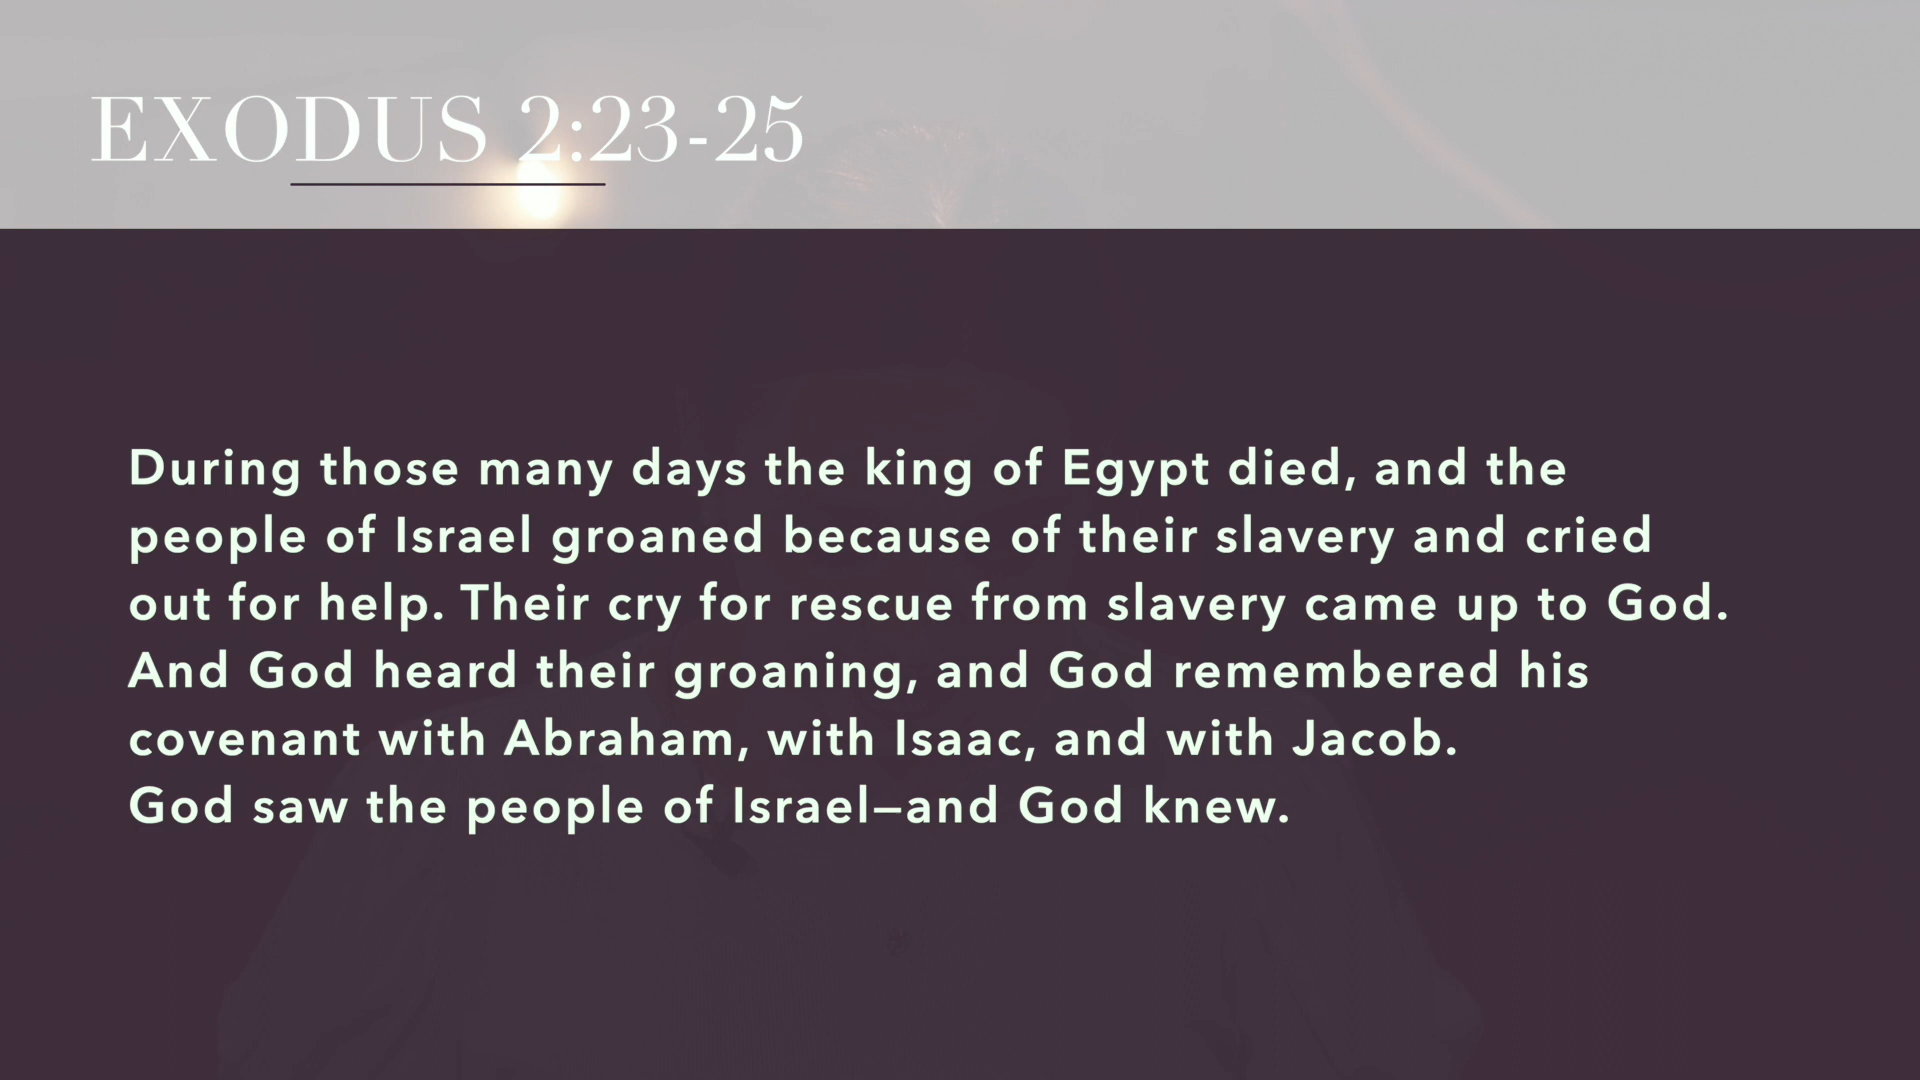 EXODUS 2:23-25
During those many days the king of Egypt died, and the
people of Israel groaned because of their slavery and cried
out for help. Their cry for rescue from slavery came up to God.
And God heard their groaning, and God remembered his
covenant with Abraham, with Isaac, and with Jacob.
God saw the people of Israel—and God knew.